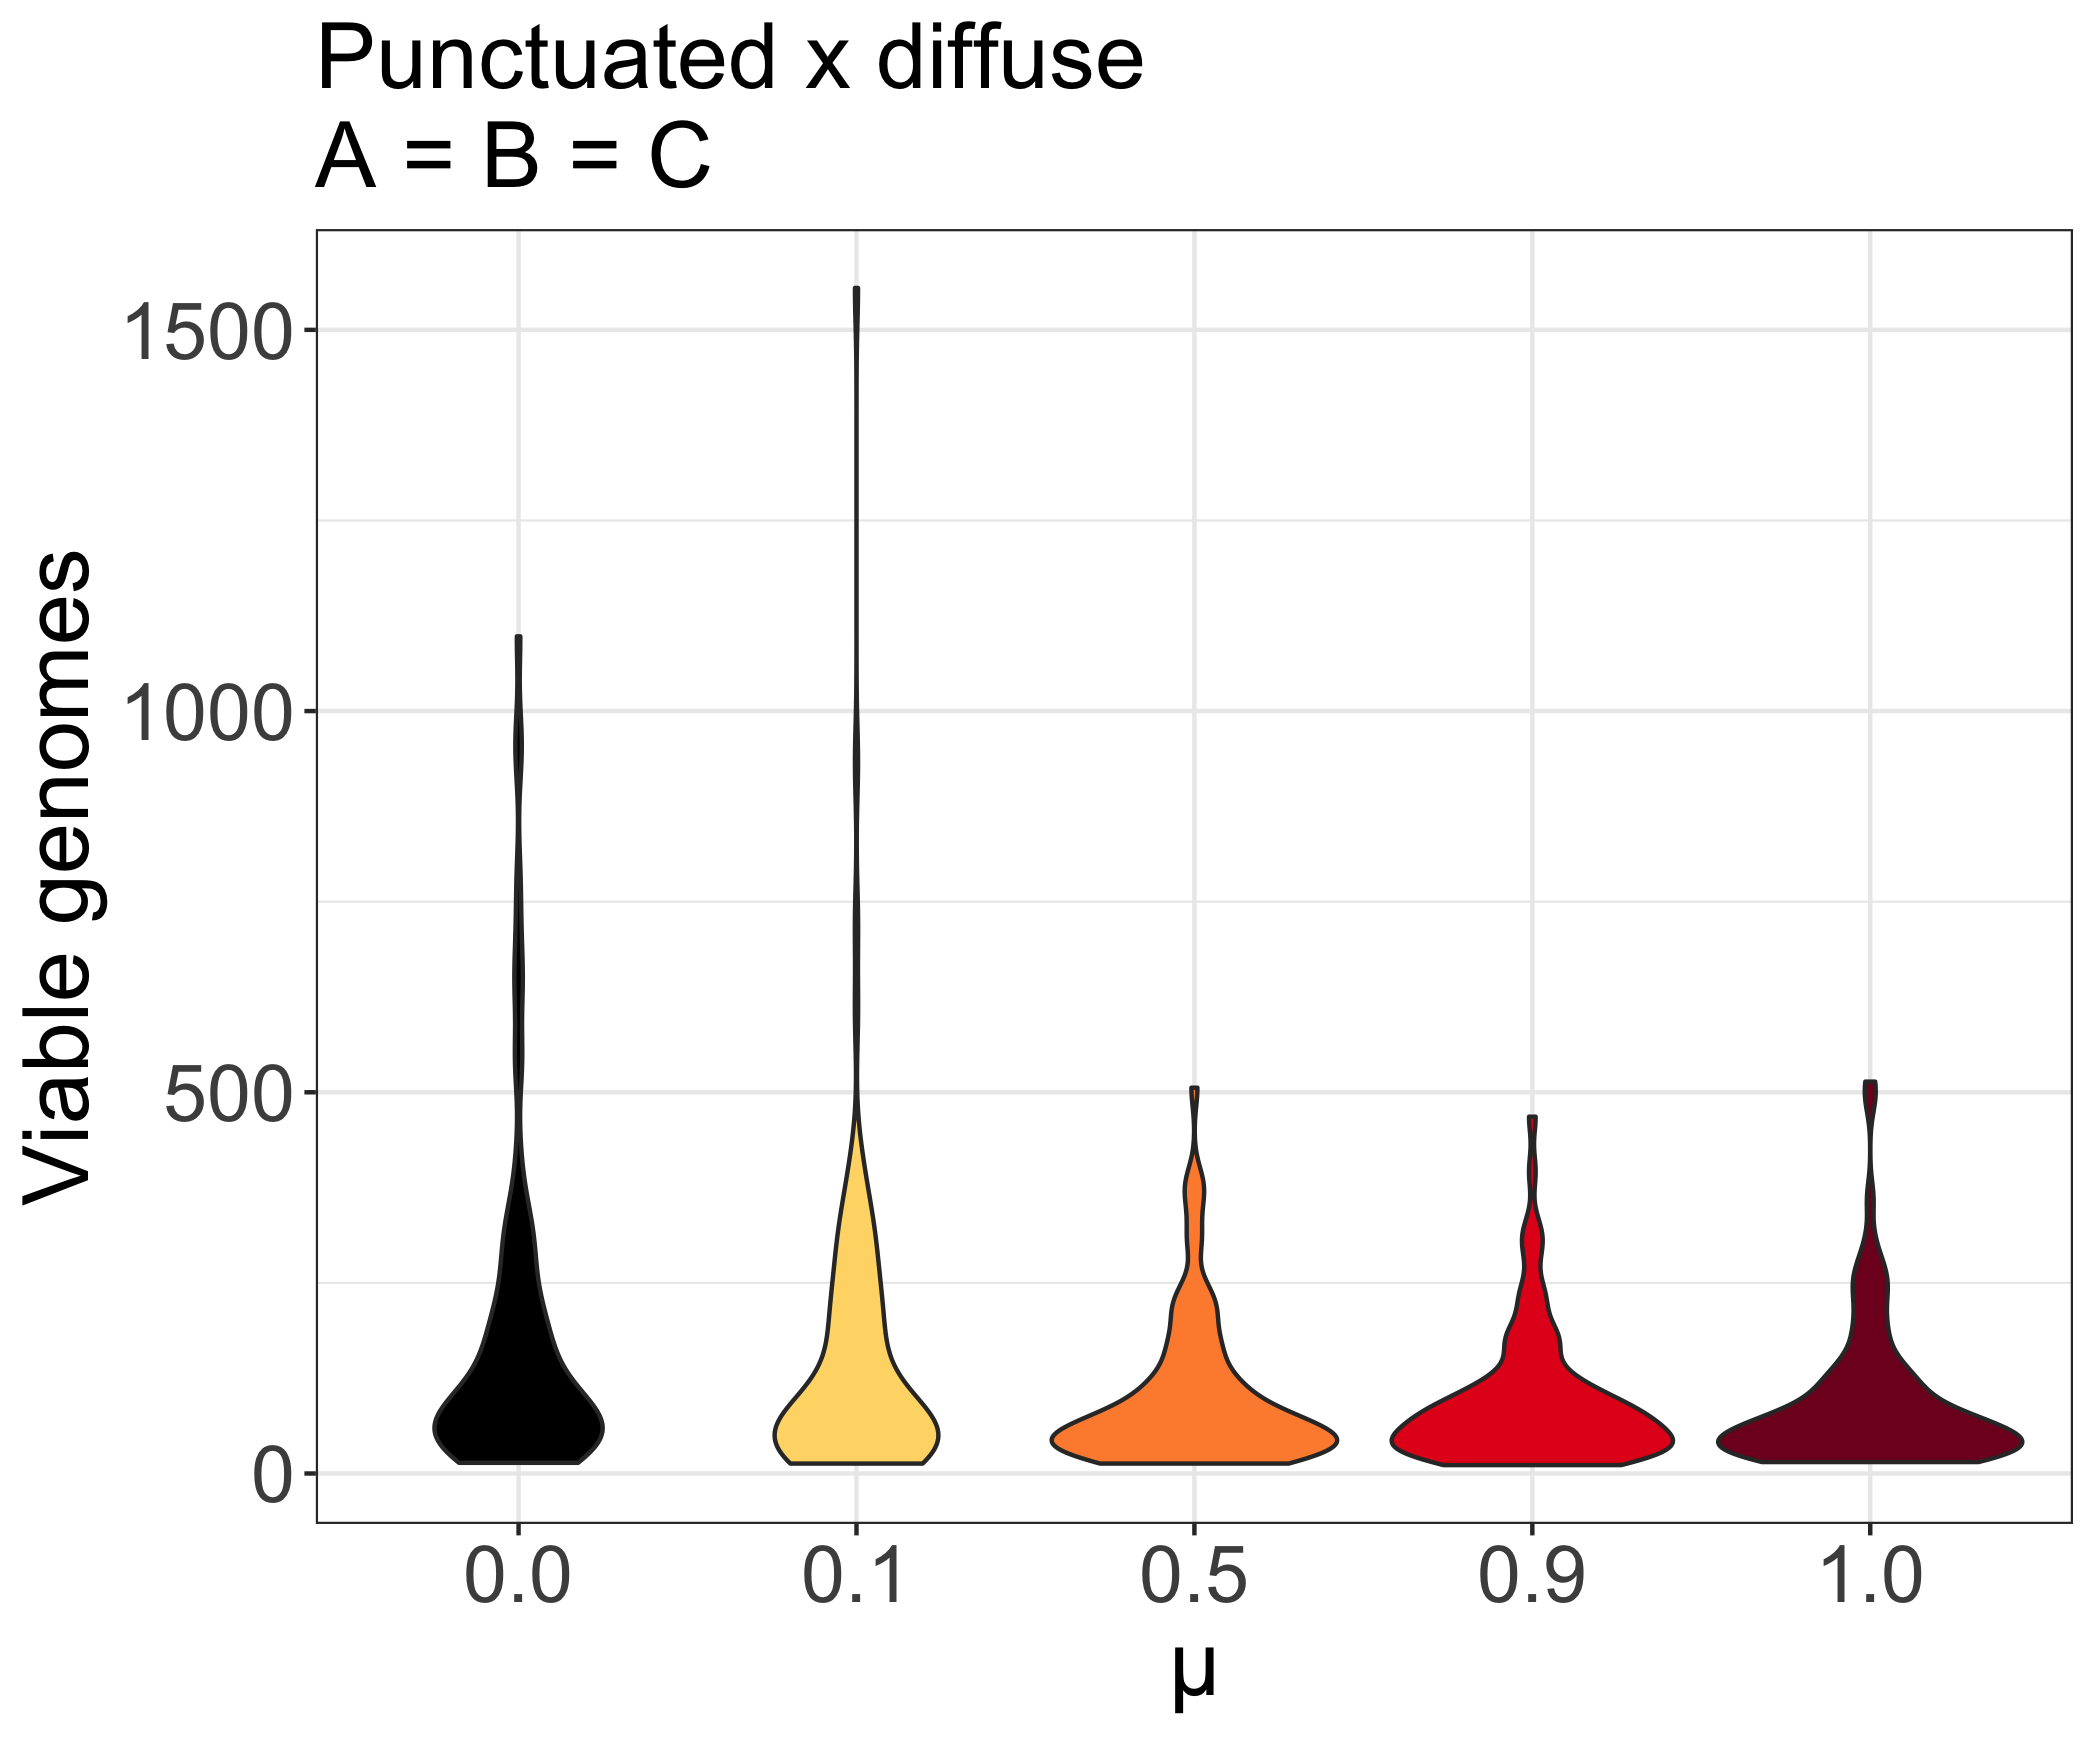 Punctuated x diffuse
A = B = C
Viable genomes
1500
1000
500
0
0.0 0.1 0.5 0.9 1.0
μ